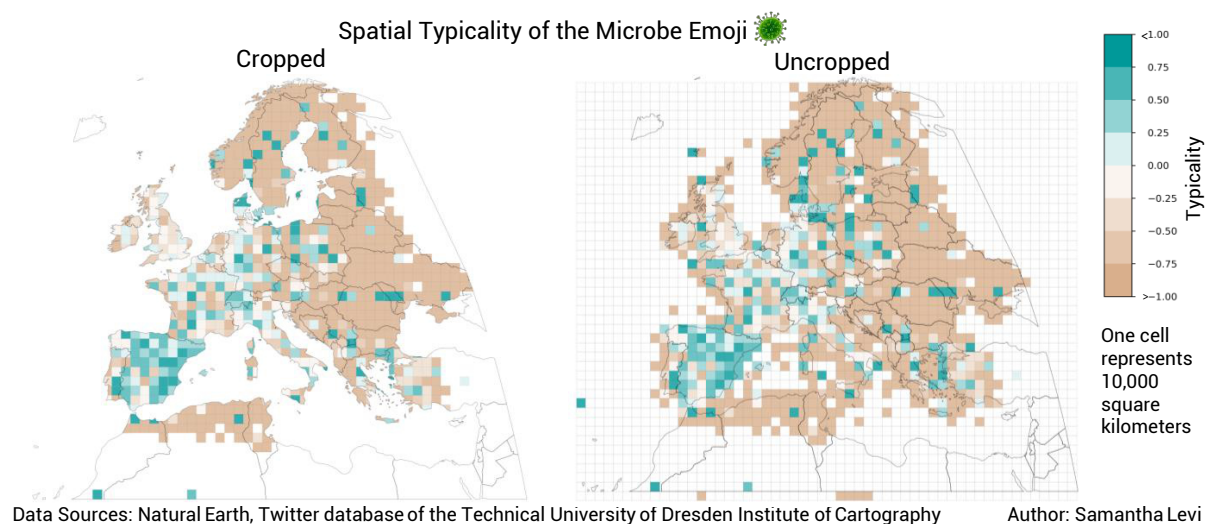 Spatial Typicality of the Microbe Emoji
Cropped
Uncropped
<1.00
0.75
0.50
0.25
0.00
−0.25
−0.50
−0.75
>−1.00
Typicality
One cell
represents
10,000
square
kilometers
Data Sources: Natural Earth, Twitter database of the Technical University of Dresden Institute of Cartography
Author: Samantha Levi